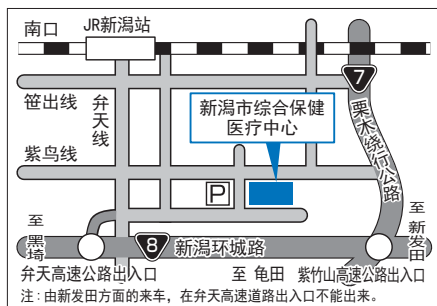 南口
JR新潟站
7
笹出线
弁天线
新潟市综合保健
医疗中心
栗木绕行公路
紫鸟线
P
至黑埼
8
新潟环城路
至新发田
弁天高速公路出入口
至 龟田
紫竹山高速公路出入口
注：由新发田方面的来车，在弁天高速道路出入口不能出来。